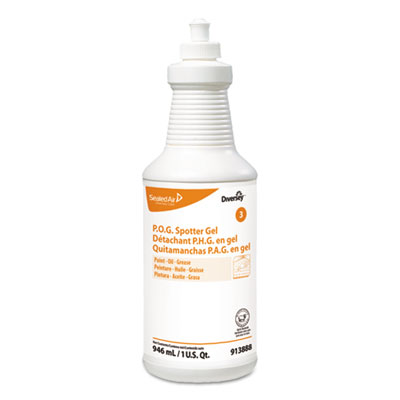 Sealed Air
Diversey
3
P.O.G. Spotter Gel
Détachant P.H.G. en gel
Quitamanchas P.A.G. en gel
Paint - Oil - Grease
Peinture - Huile - Graisse
Pintura - Aceite - Grasa
946 mL / 1 U.S. Qt.
913888